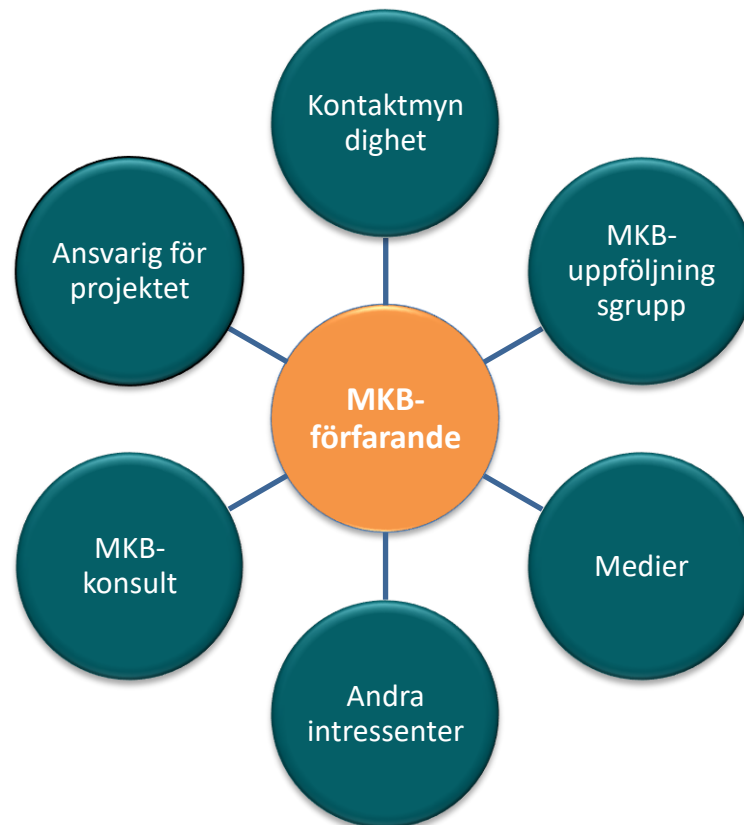 Kontaktmyn
dighet
Ansvarig för
projektet
MKB-
uppföljning
sgrupp
MKB-
förfarande
MKB-
konsult
Medier
Andra
intressenter